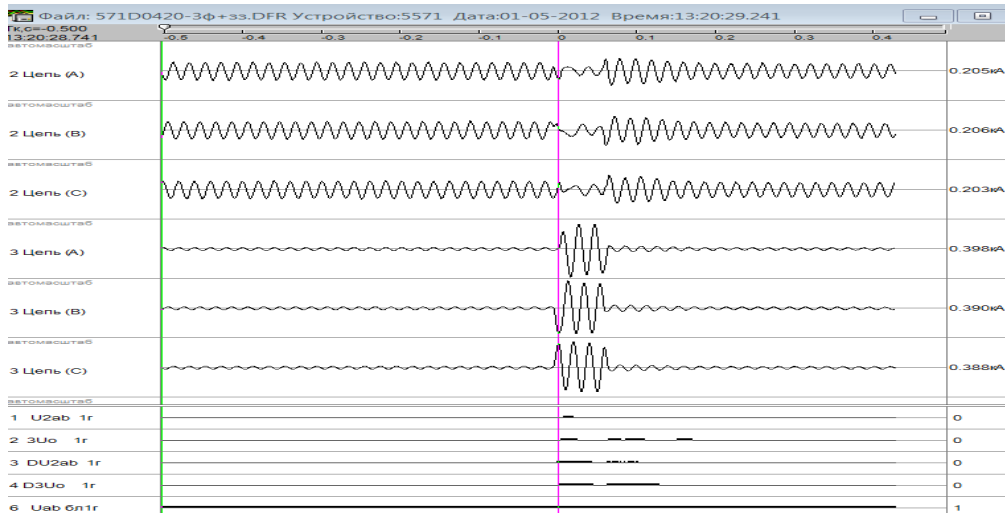 Файл: 571D0420-3ф+зз.DFR Устройство:5571 Дата:01-05-2012 Время:13:20:29.241
Тк,с=-0.500
13:20:28.741 -0.5 -0.4 -0.3 -0.2 -0.1 0 0.1 0.2 0.3 0.4
автомасштаб
2 Цепь (A) 0.205кА
автомасштаб
2 Цепь (B) 0.206кА
автомасштаб
2 Цепь (C) 0.203кА
автомасштаб
3 Цепь (A) 0.398кА
автомасштаб
3 Цепь (B) 0.390кА
автомасштаб
3 Цепь (C) 0.388кА
автомасштаб
1 U2ab 1г 0
2 3Uo 1г 0
3 DU2ab 1г 0
4 D3Uo 1г 0
6 Uab бл1г 1